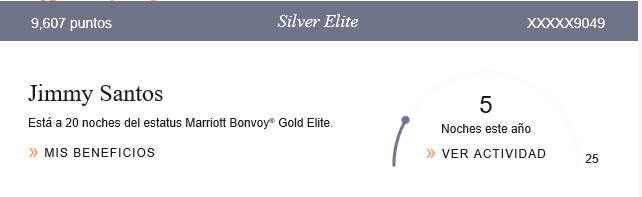 9,607 puntos Silver Elite XXXXX9049
Jimmy Santos
Está a 20 noches del estatus Marriott Bonvoy® Gold Elite.
» MIS BENEFICIOS
5
Noches este año
» VER ACTIVIDAD
25